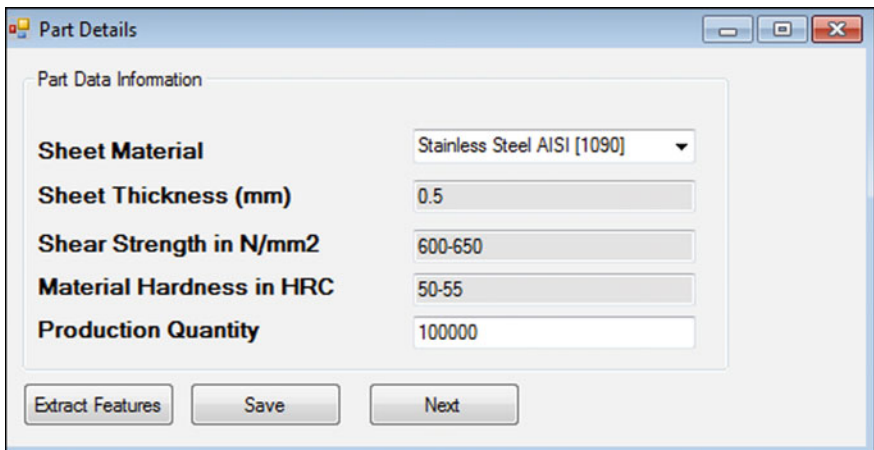 Part Details
Part Data Information
Sheet Material Stainless Steel AISI [1090]
Sheet Thickness (mm) 0.5
Shear Strength in N/mm2 600-650
Material Hardness in HRC 50-55
Production Quantity 100000
Extract Features Save Next